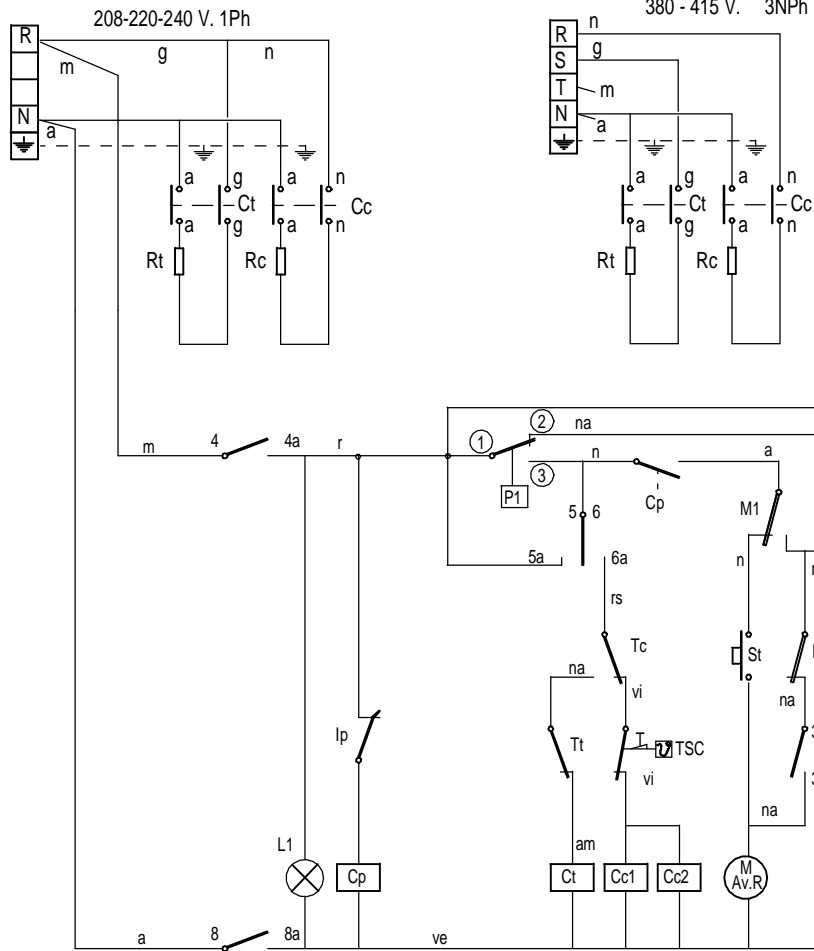 208-220-240 V. 1Ph
380 - 415 V. 3NPh
R
m
g
n
N
a
a g a n
Ct Cc
a g a n
Rt Rc
n
R
g
S
T m
N
a
a g a n
Ct Cc
a g a n
Rt Rc
m 4 4a r
1
2 na
3
n
a
P1
Cp
M1
5 6
5a 6a
n
rs
Tc
St
na
vi
na
Ip
Tt
T
TSC
vi
na
L1
am
Cp
Ct
Cc1
Cc2
M
Av.R
a 8 8a ve